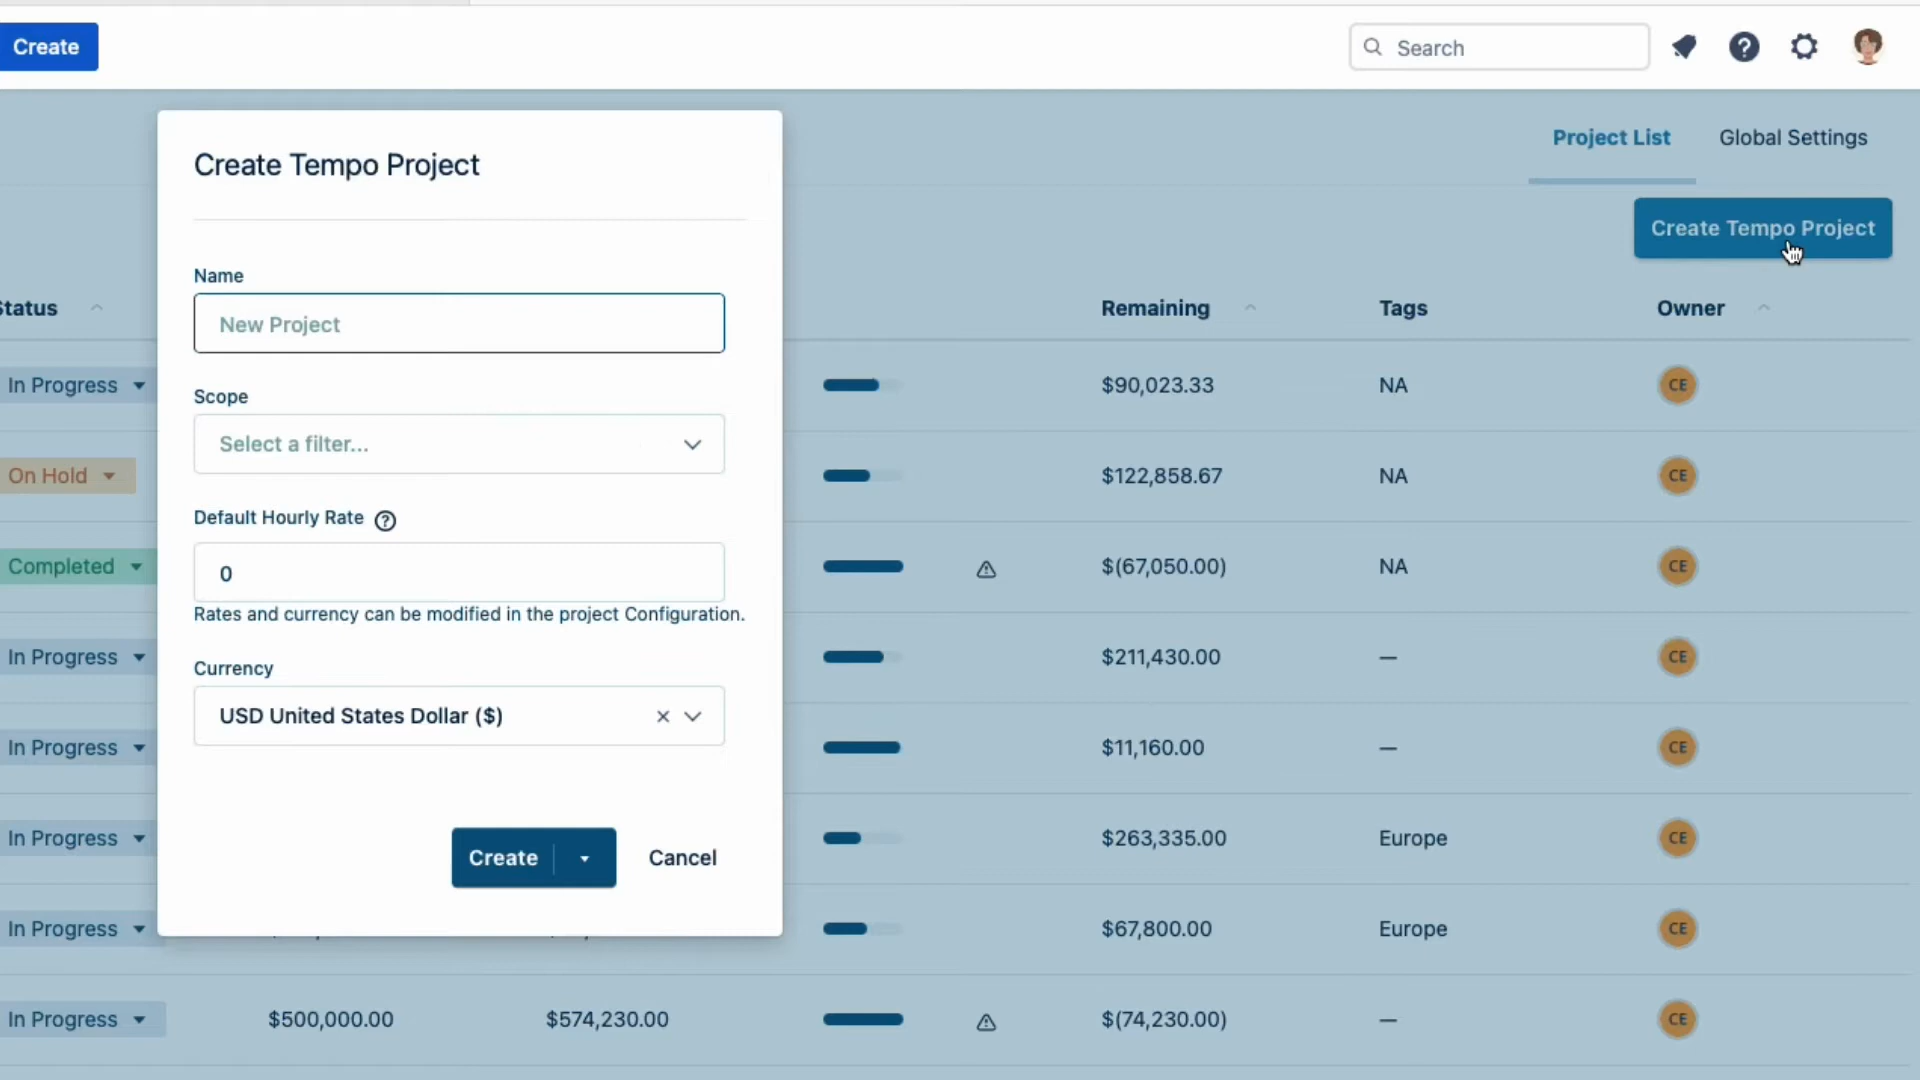 Create
Search
Project List
Global Settings
Create Tempo Project
Create Tempo Project
Name
New Project
Scope
Select a filter...
Default Hourly Rate
0
Rates and currency can be modified in the project Configuration.
Currency
USD United States Dollar ($)
Create
Cancel
Remaining Tags Owner
In Progress $90,023.33 NA CE
On Hold $122,858.67 NA CE
Completed $(67,050.00) NA CE
In Progress $211,430.00 — CE
In Progress $11,160.00 — CE
In Progress $263,335.00 Europe CE
In Progress $67,800.00 Europe CE
In Progress $500,000.00 $574,230.00 $(74,230.00) — CE